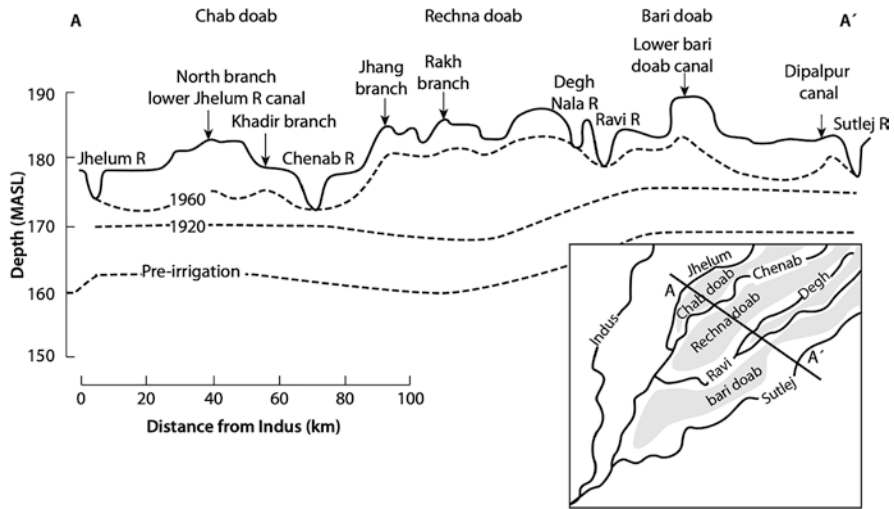 A
Chab doab
Rechna doab
Bari doab
A´
North branch
lower Jhelum R canal
Khadir branch
Jhelum R
Chenab R
Jhang
branch
Rakh
branch
Degh
Nala R
Ravi R
Lower bari
doab canal
Dipalpur
canal
Sutlej R
Depth (MASL)
190
180
170
160
150
1960
1920
Pre-irrigation
0
20
40
60
80
100
Distance from Indus (km)
Jhelum
Chenab
Degh
A
Chab doab
Rechna doab
Indus
Ravi
A´
bari doab
Sutlej